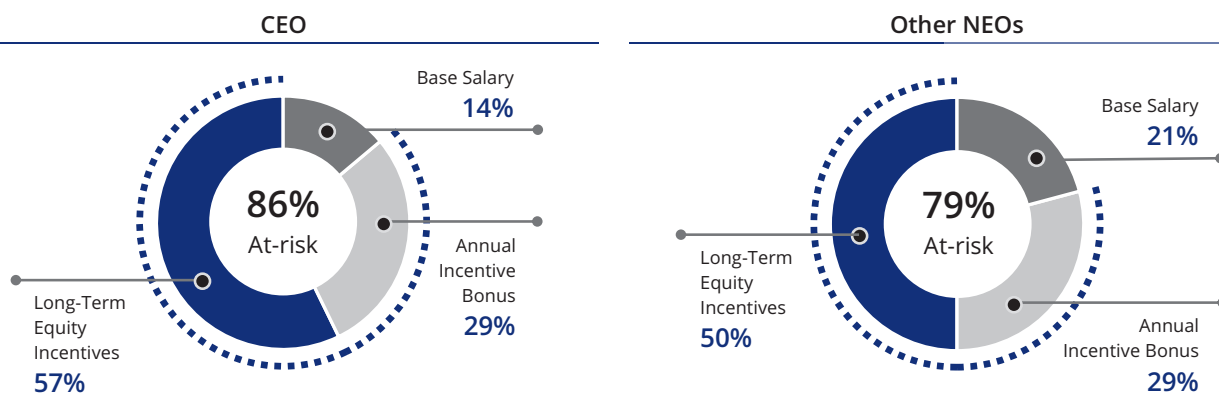 CEO
Base Salary
14%
86%
At-risk
Annual
Incentive
Bonus
29%
Long-Term
Equity
Incentives
57%
Other NEOs
Base Salary
21%
79%
At-risk
Long-Term
Equity
Incentives
50%
Annual
Incentive Bonus
29%